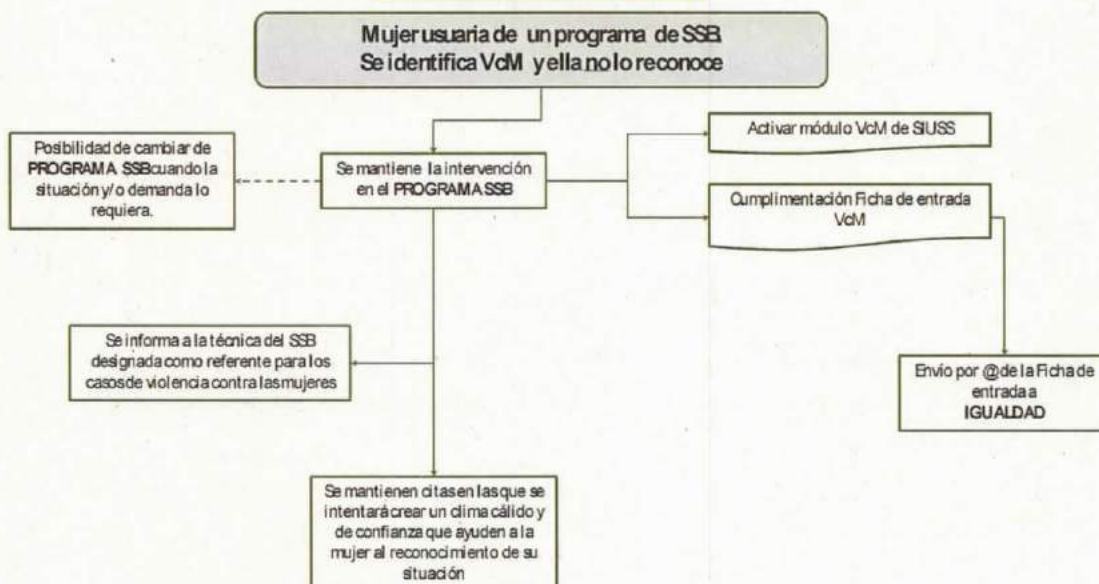 Mujer usuaria de un programa de SSB.
Se identifica VcM y ella no lo reconoce
Posibilidad de cambiar de
PROGRAMA SSB cuando la
situación y/o demanda lo
requiera.
Se mantiene la intervención
en el PROGRAMA SSB
Activar módulo VcM de SIUSS
Cumplimentación Ficha de entrada
VcM
Se informa a la técnica del SSB
designada como referente para los
casos de violencia contra las mujeres
Envío por @ de la Ficha de
entrada a
IGUALDAD
Se mantienen citas en las que se
intentará crear un clima cálido y
de confianza que ayuden a la
mujer al reconocimiento de su
situación